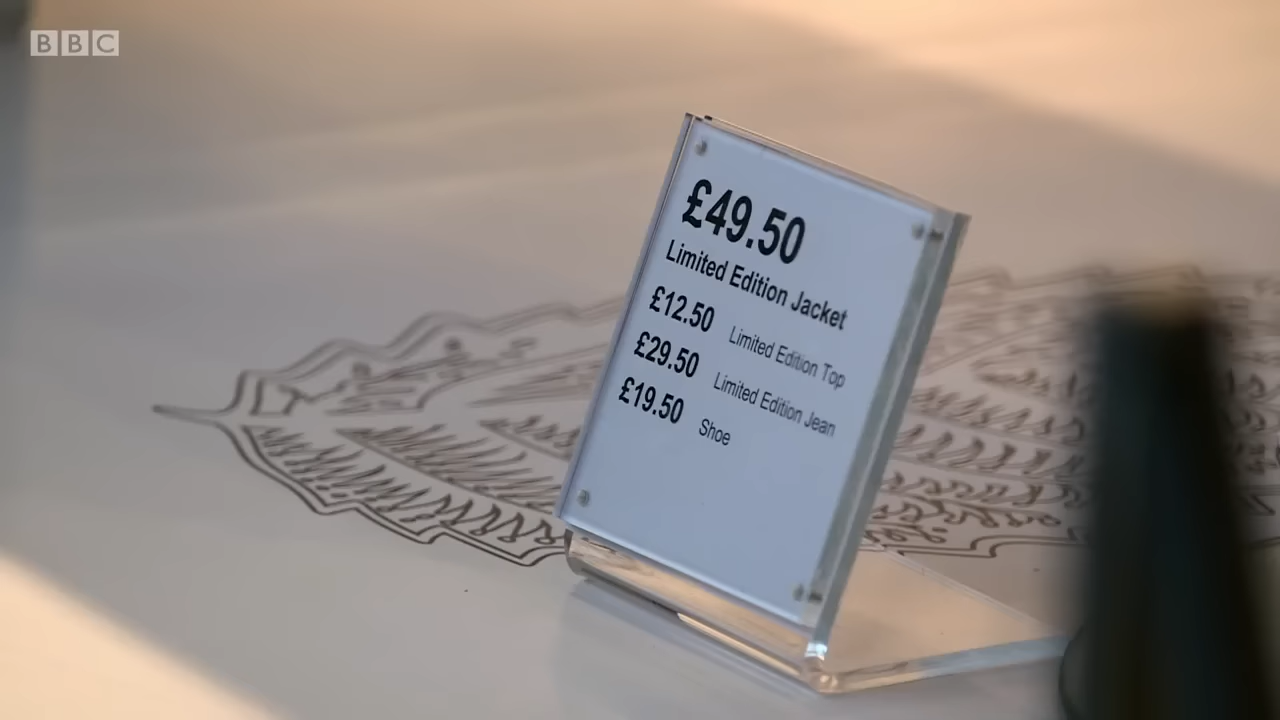 BBC
£49.50
Limited Edition Jacket
£12.50 Limited Edition Top
£29.50 Limited Edition Jean
£19.50 Shoe